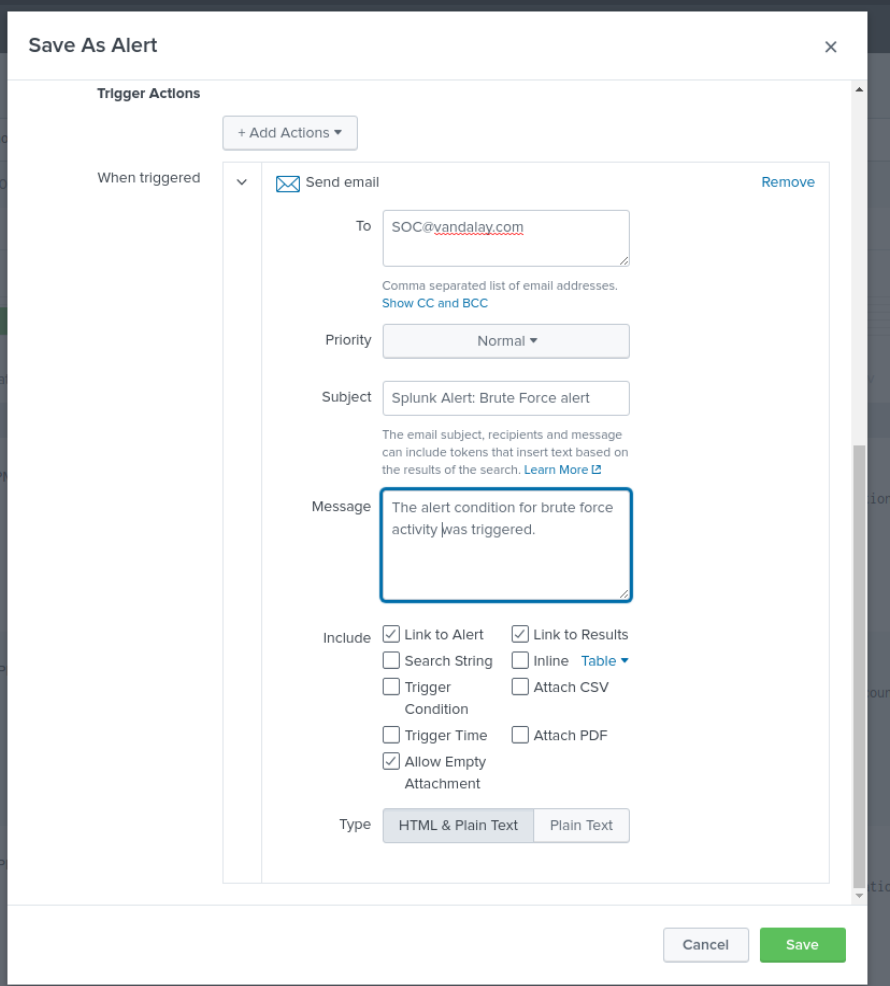 Save As Alert
×
Trigger Actions
+ Add Actions
When triggered
Send email
Remove
To
SOC@vandalay.com
Comma separated list of email addresses.
Show CC and BCC
Priority
Normal
Subject
Splunk Alert: Brute Force alert
The email subject, recipients and message
can include tokens that insert text based on
the results of the search. Learn More
Message
The alert condition for brute force
activity was triggered.
Include
Link to Alert
Link to Results
Search String
Inline Table
Trigger
Condition
Attach CSV
Trigger Time
Attach PDF
Allow Empty
Attachment
Type
HTML & Plain Text
Plain Text
Cancel
Save